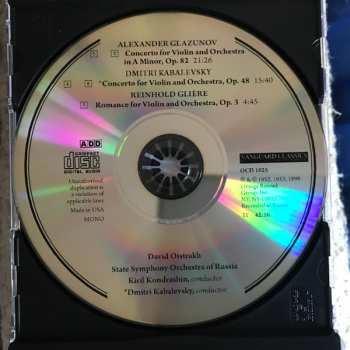 ALEXANDER GLAZUNOV
Concerto for Violin and Orchestra
in A Minor, Op. 82 21:26
DMITRI KABALEVSKY
*Concerto for Violin and Orchestra, Op. 48 15:40
REINHOLD GLIÈRE
Romance for Violin and Orchestra, Op. 3 4:45
ADD
COMPACT
disc
DIGITAL AUDIO
VANGUARD CLASSICS
Unauthorized
duplication is
a violation of
applicable laws
Made in USA
MONO
David Oistrakh
State Symphony Orchestra of Russia
Kiril Kondrashin, conductor
*Dmitri Kabalevsky, conductor